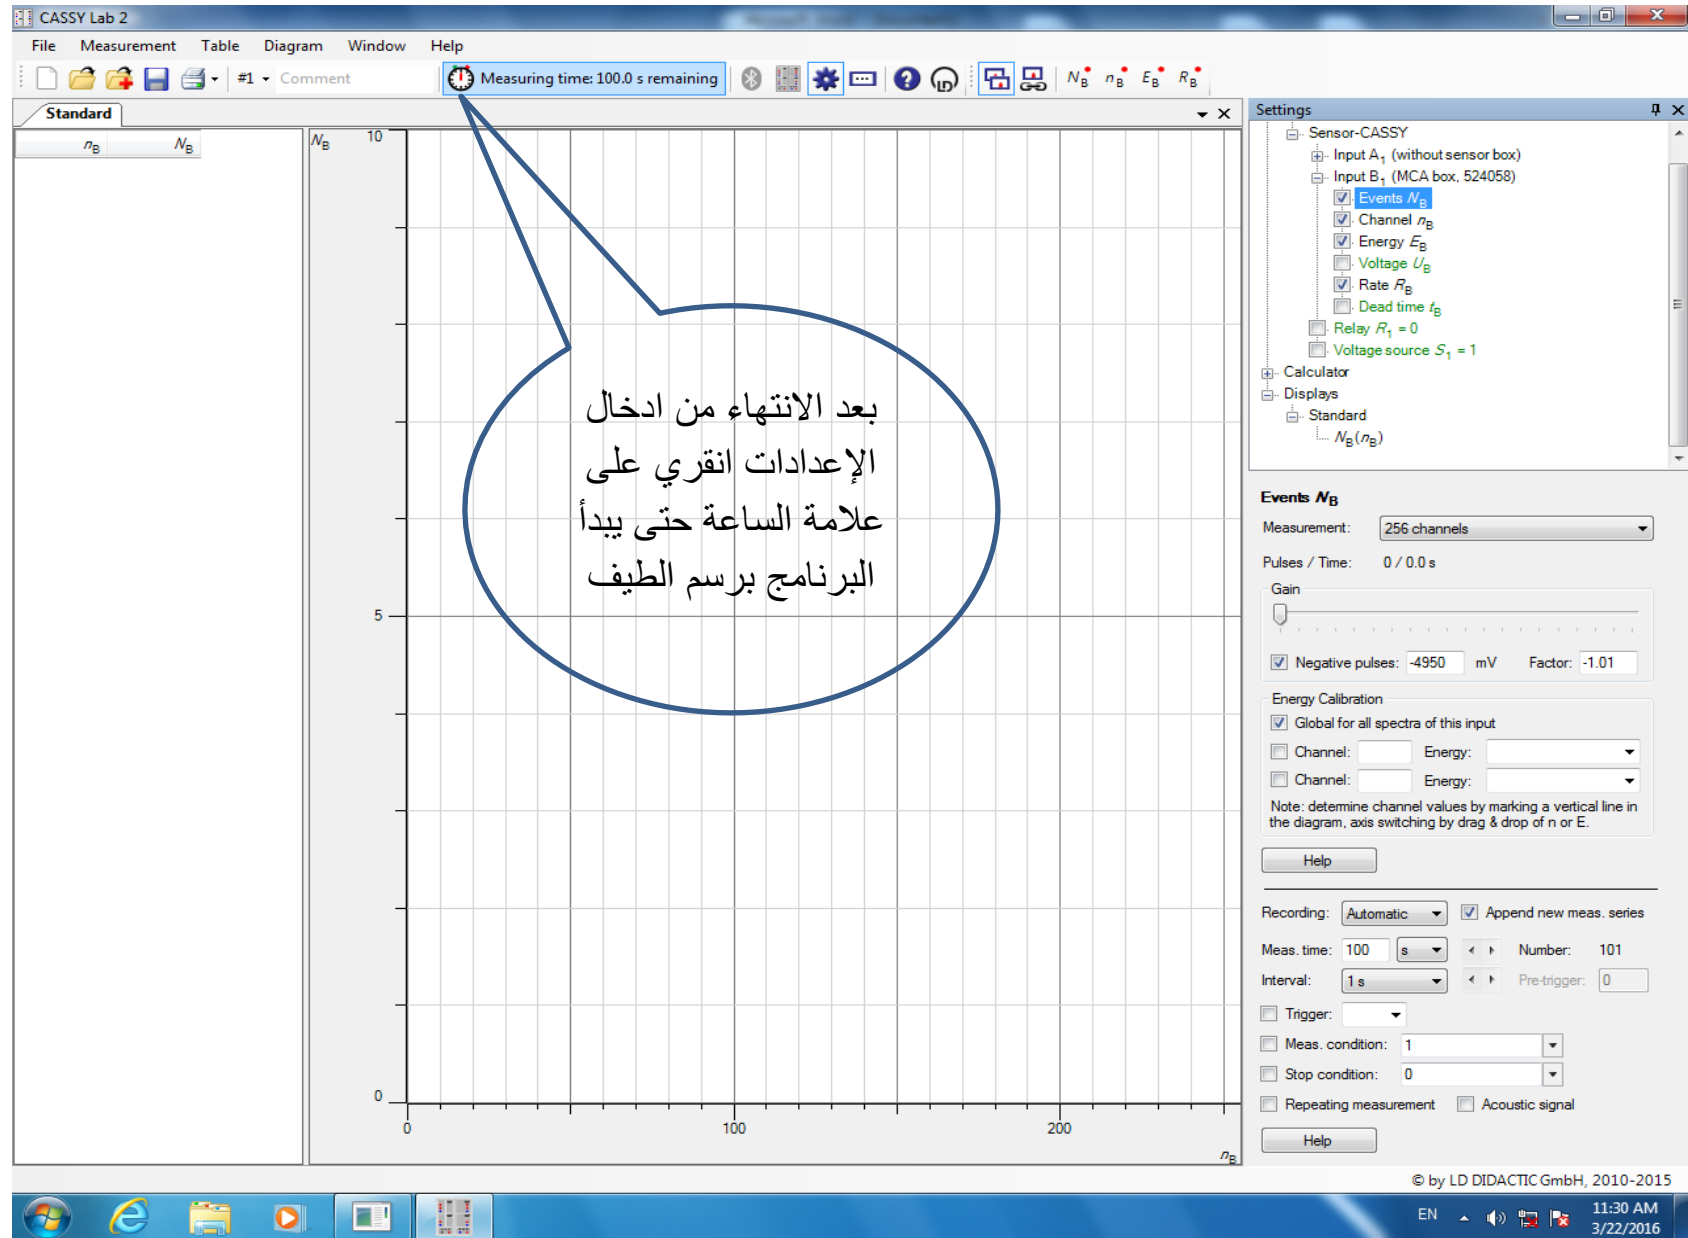 CASSY Lab 2
File Measurement Table Diagram Window Help
#1 Comment Measuring time: 100.0 s remaining NB nB EB RB
Standard
nB NB
NB
10
5
0
0 100 200
nB
بعد الانتهاء من ادخال
الإعدادات انقري على
علامة الساعة حتى يبدأ
البرنامج برسم الطيف
Settings
Sensor-CASSY
Input A1 (without sensor box)
Input B1 (MCA box, 524058)
Events NB
Channel nB
Energy EB
Voltage UB
Rate RB
Dead time tB
Relay R1 = 0
Voltage source S1 = 1
Calculator
Displays
Standard
NB(nB)
Events NB
Measurement: 256 channels
Pulses / Time: 0 / 0.0 s
Gain
Negative pulses: -4950 mV Factor: -1.01
Energy Calibration
Global for all spectra of this input
Channel: Energy:
Channel: Energy:
Note: determine channel values by marking a vertical line in
the diagram, axis switching by drag & drop of n or E.
Help
Recording: Automatic Append new meas. series
Meas. time: 100 s Number: 101
Interval: 1 s Pre-trigger: 0
Trigger:
Meas. condition: 1
Stop condition: 0
Repeating measurement Acoustic signal
Help
© by LD DIDACTIC GmbH, 2010-2015
EN 11:30 AM
3/22/2016